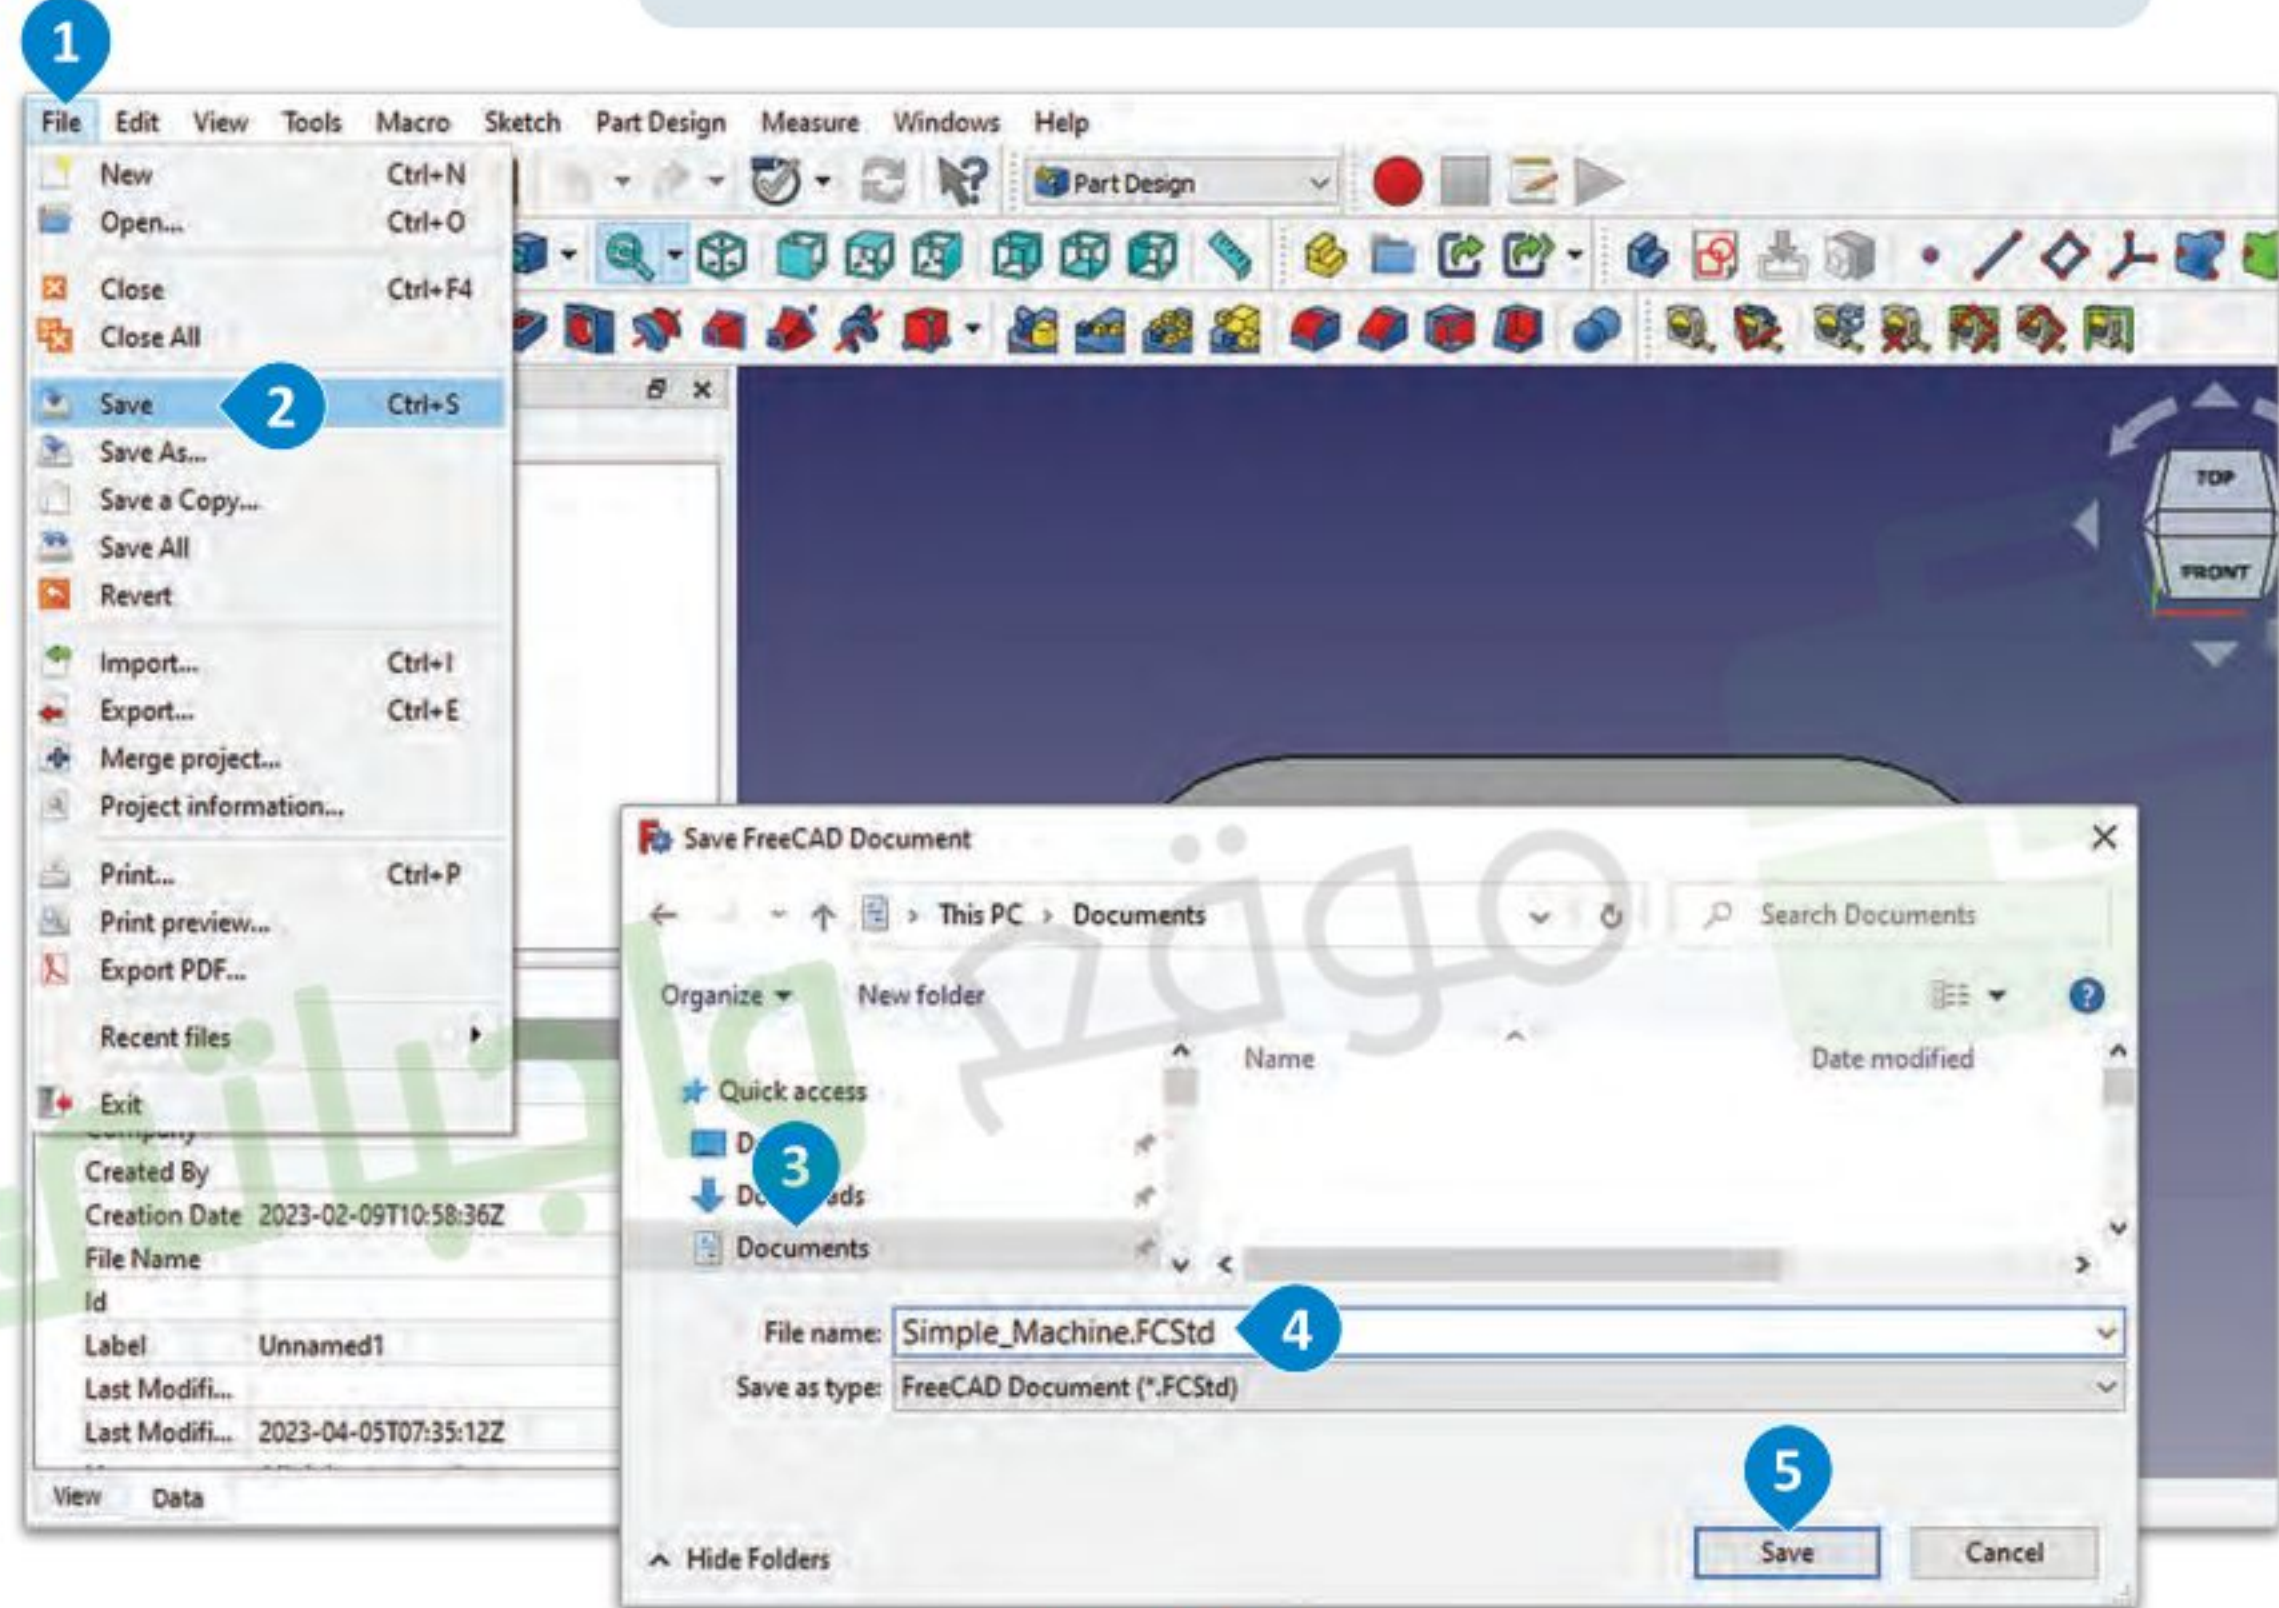 1
File Edit View Tools Macro Sketch Part Design Measure Windows Help
New Ctrl+N
Open... Ctrl+O
Close Ctrl+F4
Close All
Save 2 Ctrl+S
Save As...
Save a Copy...
Save All
Revert
Import... Ctrl+I
Export... Ctrl+E
Merge project...
Project information...
Print... Ctrl+P
Print preview...
Export PDF...
Recent files
Exit
Part Design
TOP
FRONT
Company
Created By
Creation Date 2023-02-09T10:58:36Z
File Name
Id
Label Unnamed1
Last Modifi...
Last Modifi... 2023-04-05T07:35:12Z
View Data
Save FreeCAD Document
This PC > Documents
Search Documents
Organize New folder
Name Date modified
Quick access
3
Documents
File name: Simple_Machine.FCStd 4
Save as type: FreeCAD Document (*.FCStd)
5
Hide Folders
Save Cancel
موقع